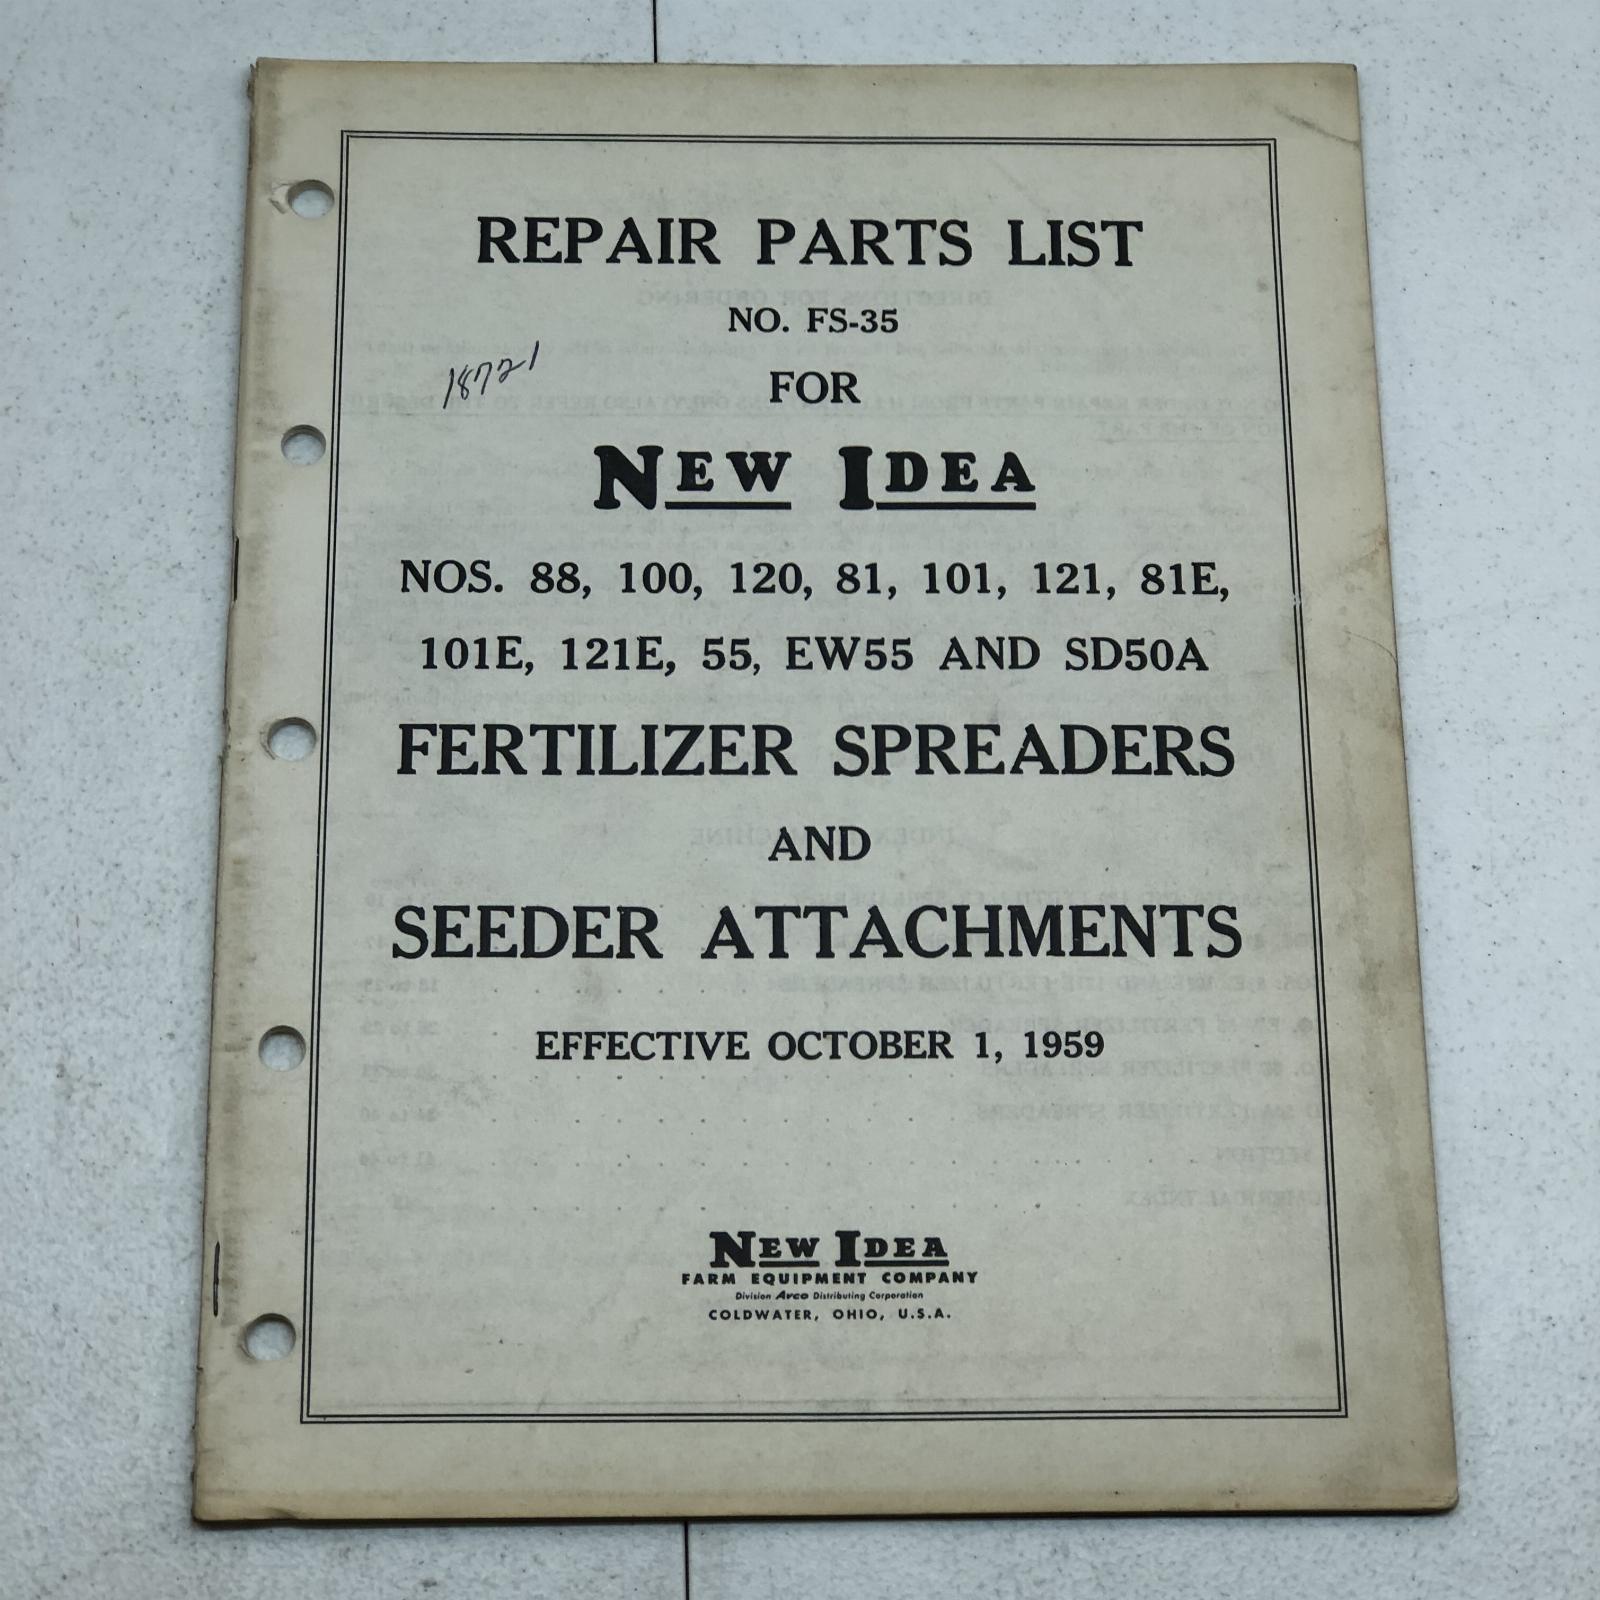 REPAIR PARTS LIST
NO. FS-35
18721
FOR
NEW IDEA
NOS. 88, 100, 120, 81, 101, 121, 81E,
101E, 121E, 55, EW55 AND SD50A
FERTILIZER SPREADERS
AND
SEEDER ATTACHMENTS
EFFECTIVE OCTOBER 1, 1959
NEW IDEA
FARM EQUIPMENT COMPANY
Division Avco Distributing Corporation
COLDWATER, OHIO, U.S.A.